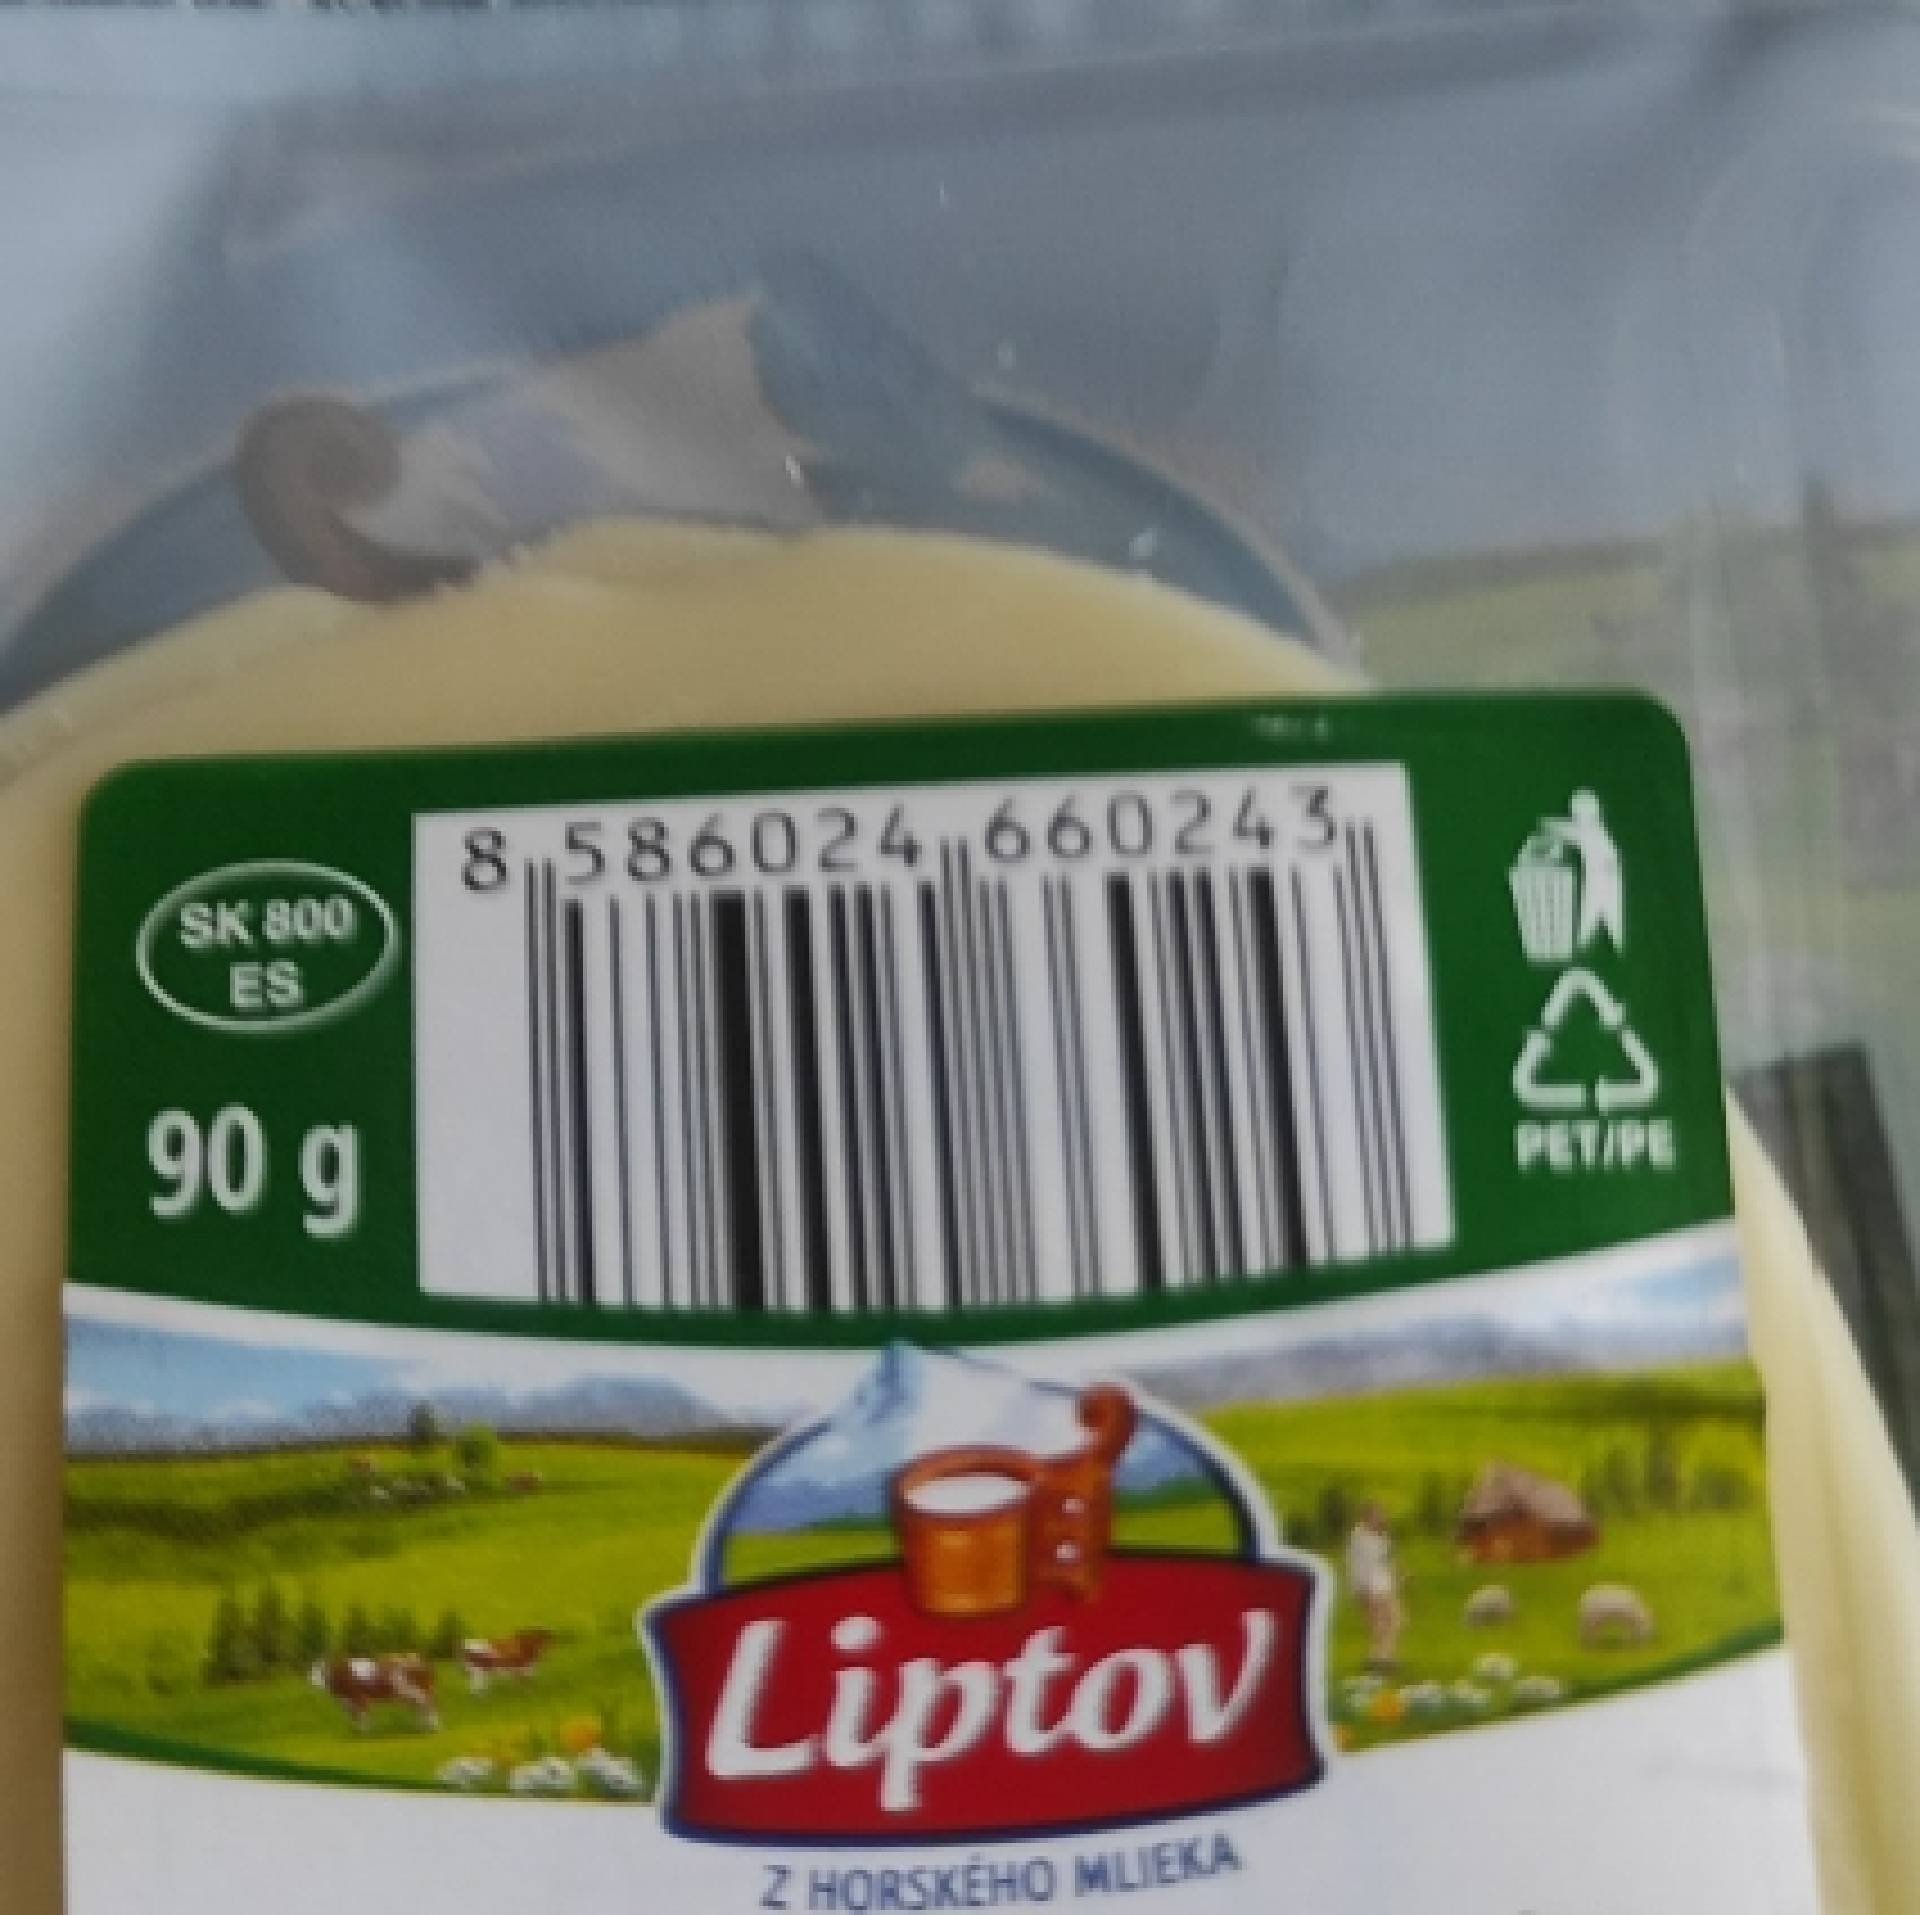 8 586024 660243
SK 800
ES
90 g
PET/PE
Liptov
Z HORSKÉHO MLIEKA